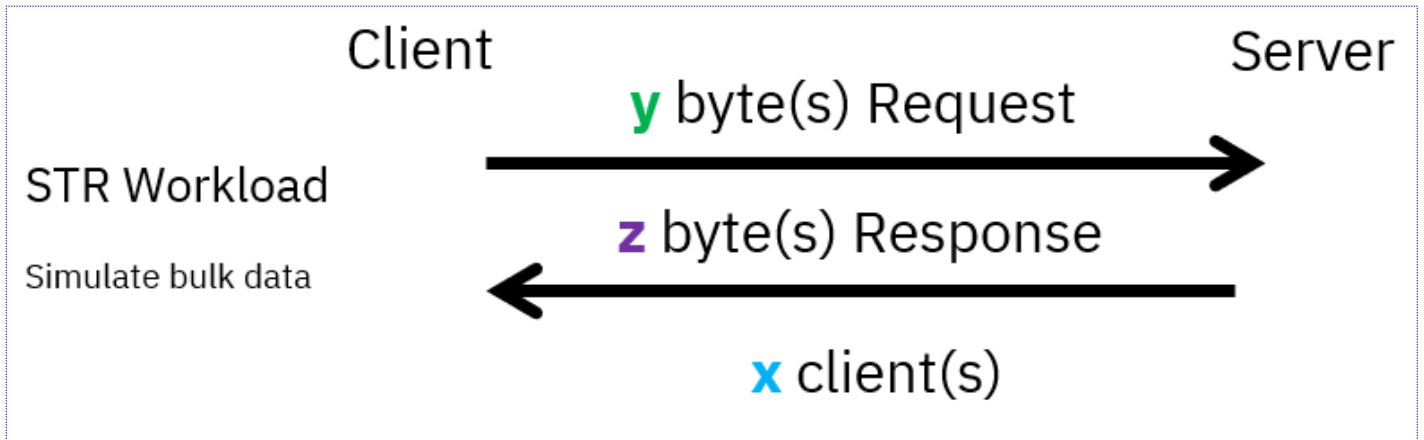 Client
Server
y byte(s) Request
STR Workload
z byte(s) Response
Simulate bulk data
x client(s)